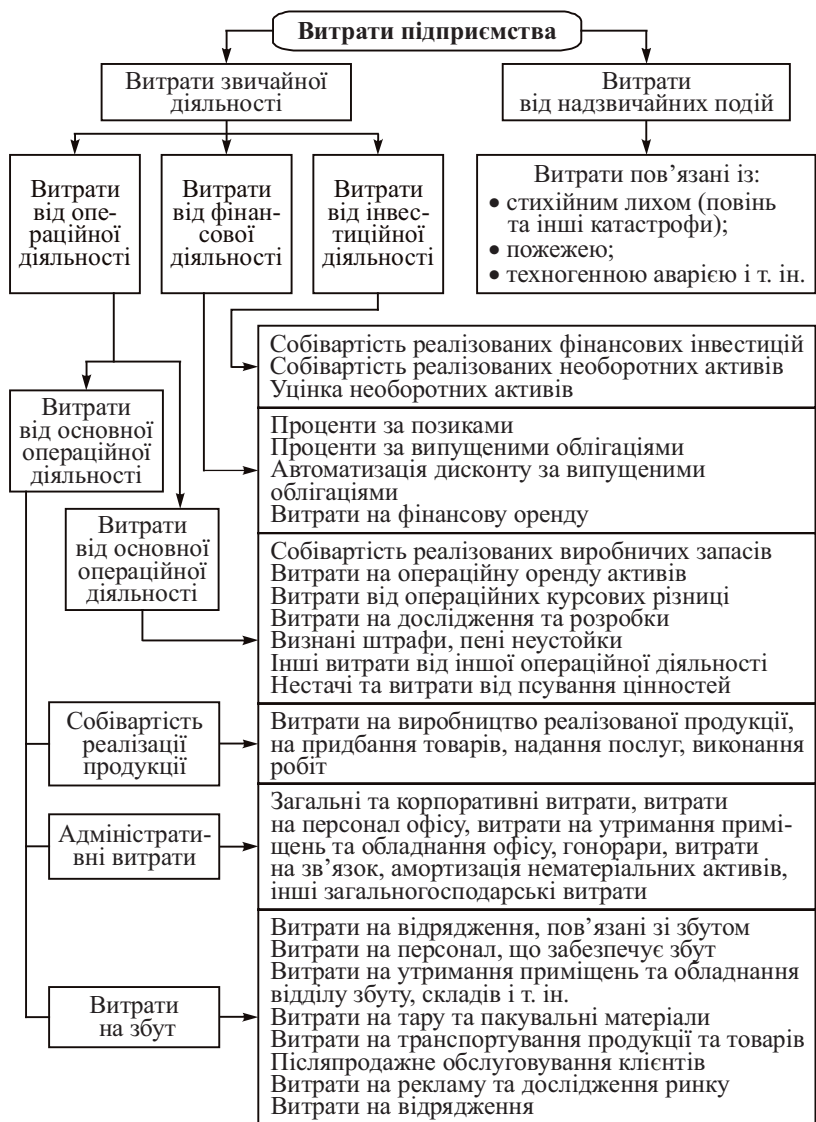 Витрати підприємства
Витрати звичайної
діяльності
Витрати
від надзвичайних подій
Витрати
від опе-
раційної
діяльності
Витрати
від фінан-
сової
діяльності
Витрати
від інвес-
тиційної
діяльності
Витрати пов’язані із:
• стихійним лихом (повінь
та інші катастрофи);
• пожежею;
• техногенною аварією і т. ін.
Витрати
від основної
операційної
діяльності
Витрати
від основної
операційної
діяльності
Собівартість реалізованих фінансових інвестицій
Собівартість реалізованих необоротних активів
Уцінка необоротних активів
Проценти за позиками
Проценти за випущеними облігаціями
Автоматизація дисконту за випущеними
облігаціями
Витрати на фінансову оренду
Собівартість реалізованих виробничих запасів
Витрати на операційну оренду активів
Витрати від операційних курсових різниці
Витрати на дослідження та розробки
Визнані штрафи, пені неустойки
Інші витрати від іншої операційної діяльності
Нестачі та витрати від псування цінностей
Собівартість
реалізації
продукції
Витрати на виробництво реалізованої продукції,
на придбання товарів, надання послуг, виконання
робіт
Адміністратив-
ні витрати
Загальні та корпоративні витрати, витрати
на персонал офісу, витрати на утримання примі-
щень та обладнання офісу, гонорари, витрати
на зв’язок, амортизація нематеріальних активів,
інші загальногосподарські витрати
Витрати
на збут
Витрати на відрядження, пов’язані зі збутом
Витрати на персонал, що забезпечує збут
Витрати на утримання приміщень та обладнання
відділу збуту, складів і т. ін.
Витрати на тару та пакувальні матеріали
Витрати на транспортування продукції та товарів
Післяпродажне обслуговування клієнтів
Витрати на рекламу та дослідження ринку
Витрати на відрядження